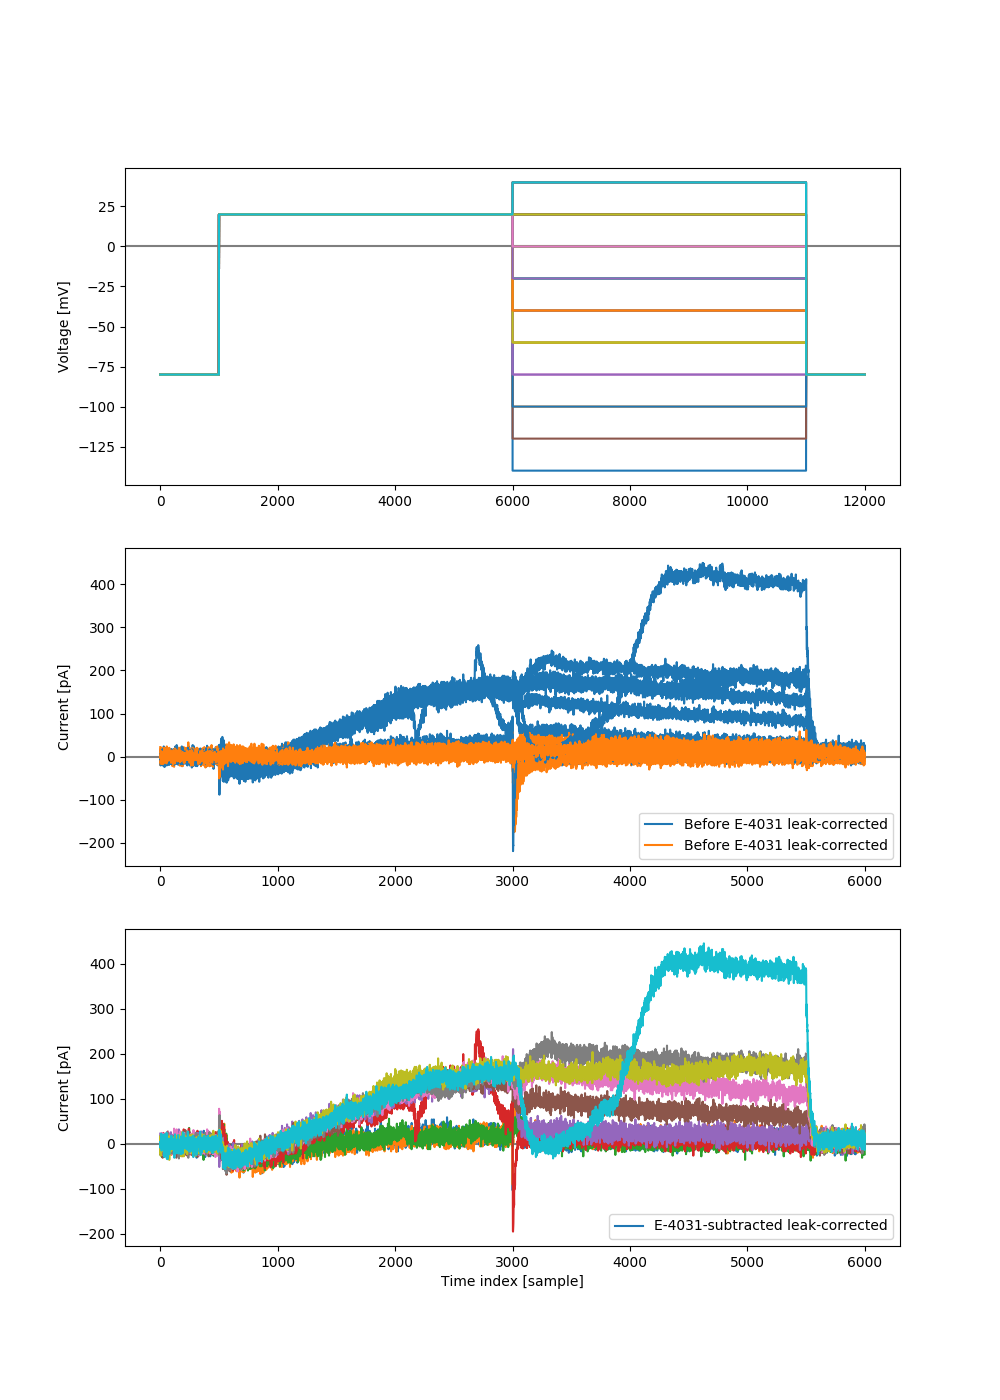 25
0
−25
−50
−75
−100
−125
Voltage [mV]
0 2000 4000 6000 8000 10000 12000
400
300
200
100
0
−100
−200
Current [pA]
Before E-4031 leak-corrected
Before E-4031 leak-corrected
0 1000 2000 3000 4000 5000 6000
400
300
200
100
0
−100
−200
Current [pA]
E-4031-subtracted leak-corrected
0 1000 2000 3000 4000 5000 6000
Time index [sample]